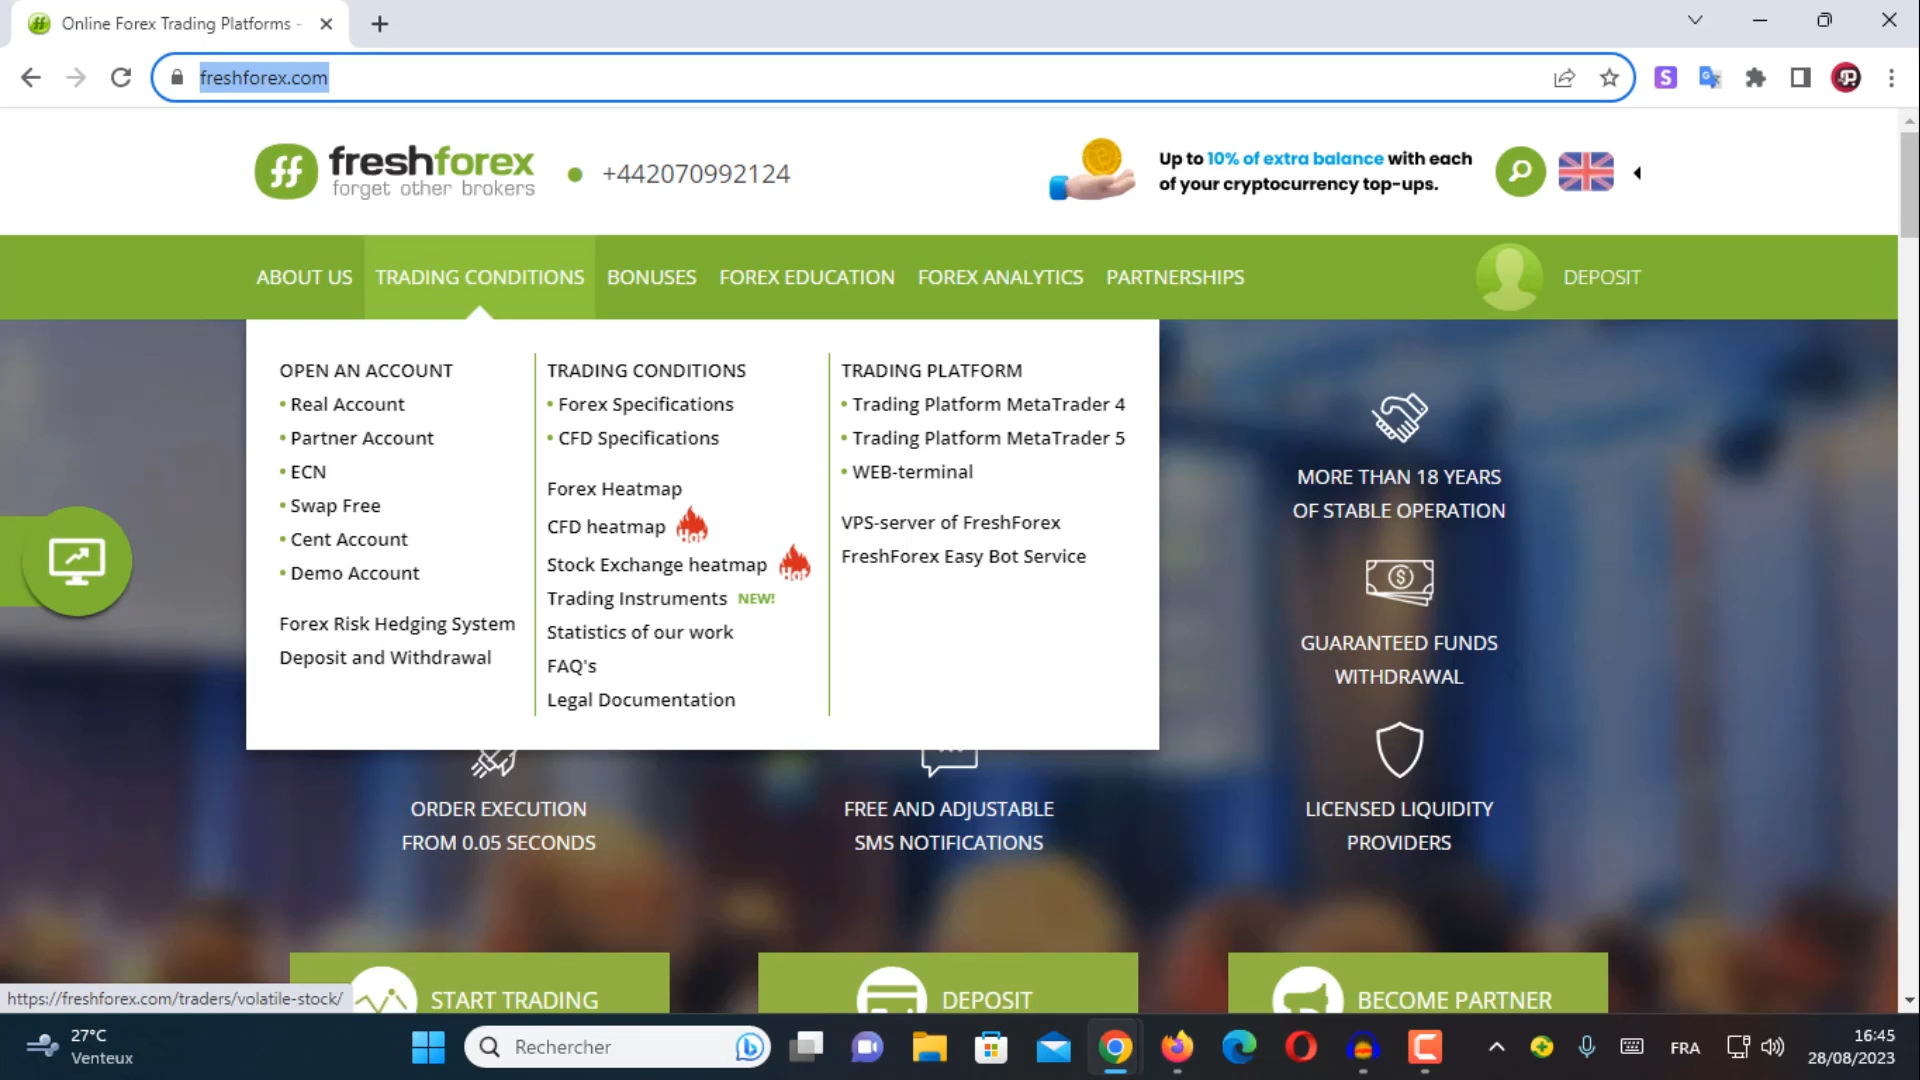 Online Forex Trading Platforms -
freshforex.com
freshforex
forget other brokers
+442070992124
Up to 10% of extra balance with each
of your cryptocurrency top-ups.
ABOUT US
TRADING CONDITIONS
BONUSES
FOREX EDUCATION
FOREX ANALYTICS
PARTNERSHIPS
DEPOSIT
OPEN AN ACCOUNT
• Real Account
• Partner Account
• ECN
• Swap Free
• Cent Account
• Demo Account
Forex Risk Hedging System
Deposit and Withdrawal
TRADING CONDITIONS
• Forex Specifications
• CFD Specifications
Forex Heatmap
CFD heatmap Hot
Stock Exchange heatmap Hot
Trading Instruments NEW!
Statistics of our work
FAQ's
Legal Documentation
TRADING PLATFORM
• Trading Platform MetaTrader 4
• Trading Platform MetaTrader 5
• WEB-terminal
VPS-server of FreshForex
FreshForex Easy Bot Service
MORE THAN 18 YEARS
OF STABLE OPERATION
GUARANTEED FUNDS
WITHDRAWAL
ORDER EXECUTION
FROM 0.05 SECONDS
FREE AND ADJUSTABLE
SMS NOTIFICATIONS
LICENSED LIQUIDITY
PROVIDERS
START TRADING
DEPOSIT
BECOME PARTNER
https://freshforex.com/traders/volatile-stock/
27°C
Venteux
Rechercher
FRA
16:45
28/08/2023